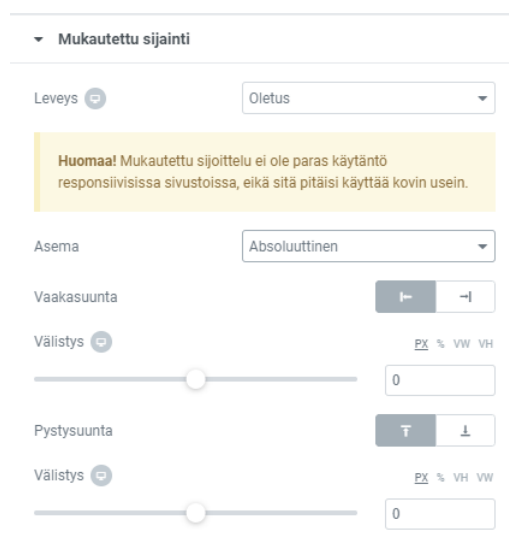 Mukautettu sijainti
Leveys Oletus
Huomaa! Mukautettu sijoittelu ei ole paras käytäntö
responsiivisissa sivustoissa, eikä sitä pitäisi käyttää kovin usein.
Asema Absoluuttinen
Vaakasuunta
Välistys PX % VW VH
0
Pystysuunta
Välistys PX % VH VW
0